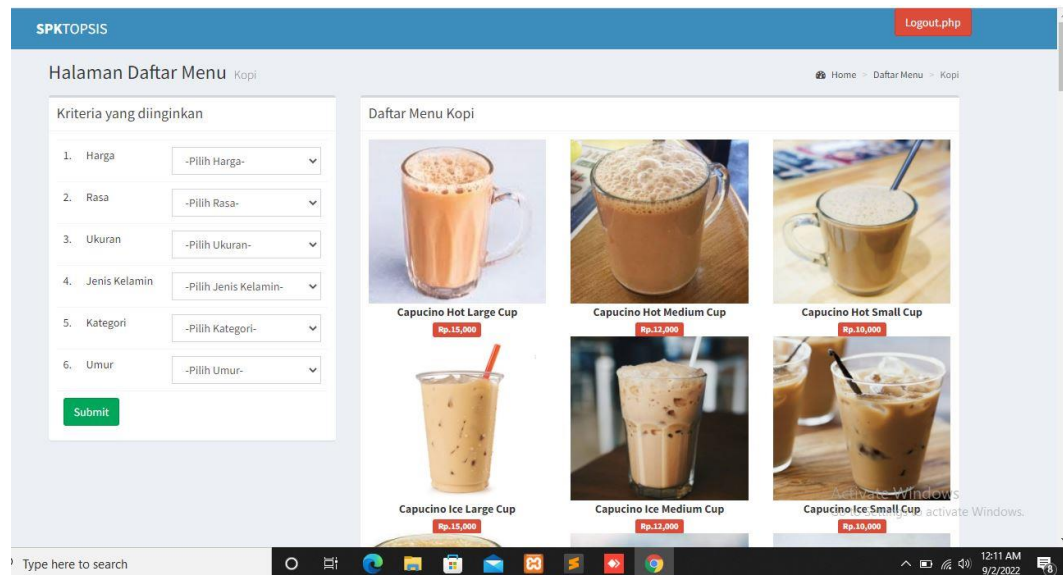 SPKTOPSIS
Logout.php
Halaman Daftar Menu Kopi
Home > Daftar Menu > Kopi
Kriteria yang diinginkan
1. Harga -Pilih Harga-
2. Rasa -Pilih Rasa-
3. Ukuran -Pilih Ukuran-
4. Jenis Kelamin -Pilih Jenis Kelamin-
5. Kategori -Pilih Kategori-
6. Umur -Pilih Umur-
Submit
Daftar Menu Kopi
Capucino Hot Large Cup
Rp.15,000
Capucino Hot Medium Cup
Rp.12,000
Capucino Hot Small Cup
Rp.10,000
Capucino Ice Large Cup
Rp.15,000
Capucino Ice Medium Cup
Rp.12,000
Capucino Ice Small Cup
Rp.10,000
Activate Windows
Go to Settings to activate Windows.
Type here to search
12:11 AM
9/2/2022
8